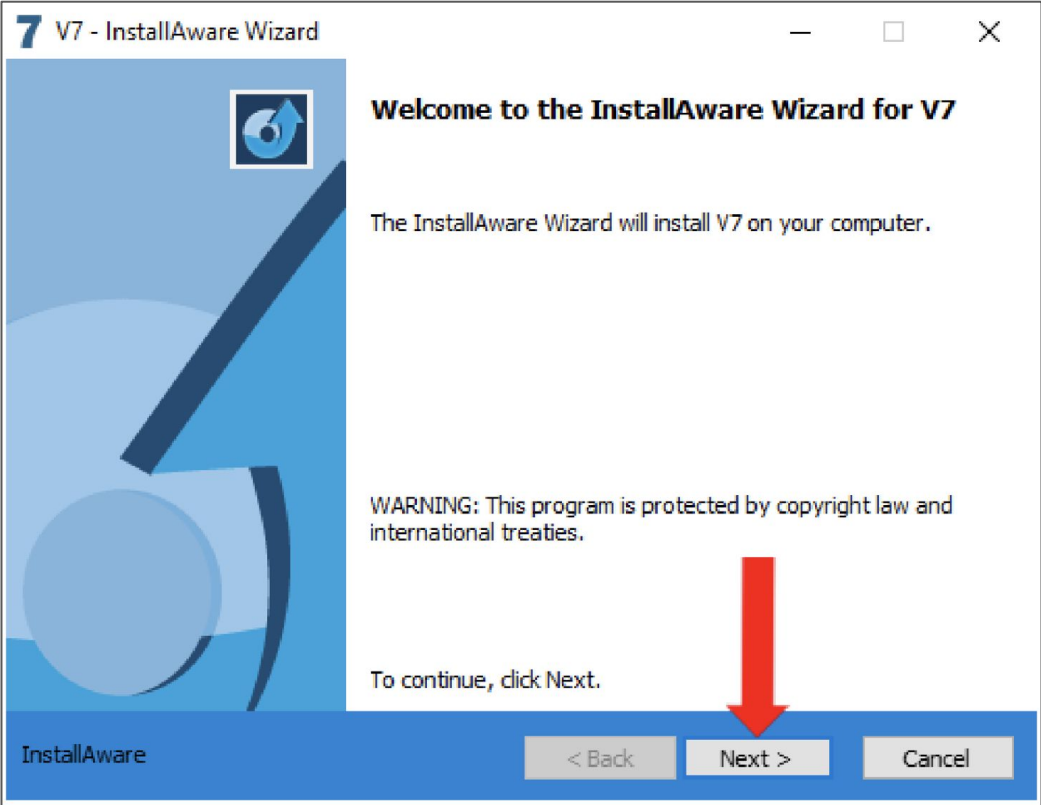 7 V7 - InstallAware Wizard
Welcome to the InstallAware Wizard for V7
The InstallAware Wizard will install V7 on your computer.
WARNING: This program is protected by copyright law and
international treaties.
To continue, click Next.
InstallAware
< Back
Next >
Cancel